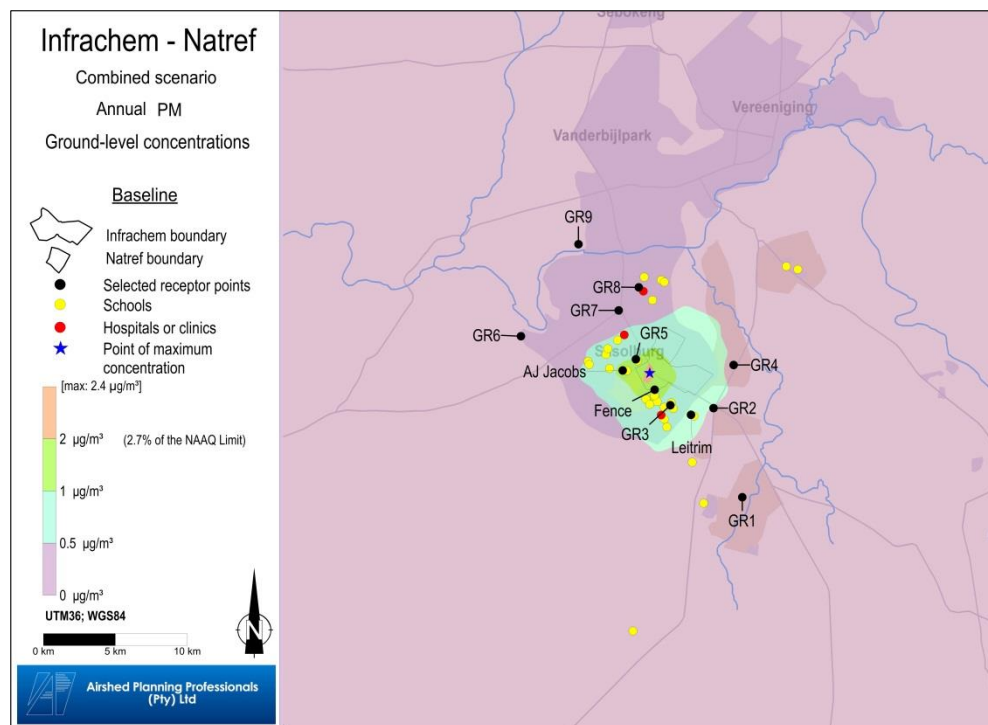 Infrachem - Natref
Combined scenario
Annual PM
Ground-level concentrations
Baseline
Infrachem boundary
Natref boundary
Selected receptor points
Schools
Hospitals or clinics
Point of maximum
concentration
[max: 2.4 µg/m³]
2 µg/m³ (2.7% of the NAAQ Limit)
1 µg/m³
0.5 µg/m³
0 µg/m³
UTM36; WGS84
0 km 5 km 10 km
N
Airshed Planning Professionals
(Pty) Ltd
Sebokeng
Vereeniging
Vanderbijlpark
GR9
GR8
GR7
GR6
GR5
Sasolburg
AJ Jacobs
GR4
Fence
GR2
GR3
Leitrim
GR1